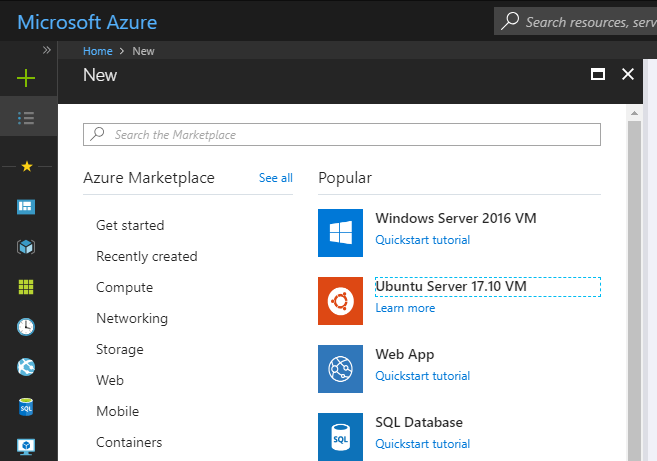 Microsoft Azure
Search resources, serv
Home > New
New
Search the Marketplace
Azure Marketplace
See all
Get started
Recently created
Compute
Networking
Storage
Web
Mobile
Containers
Popular
Windows Server 2016 VM
Quickstart tutorial
Ubuntu Server 17.10 VM
Learn more
Web App
Quickstart tutorial
SQL Database
Quickstart tutorial
SQL
SQL